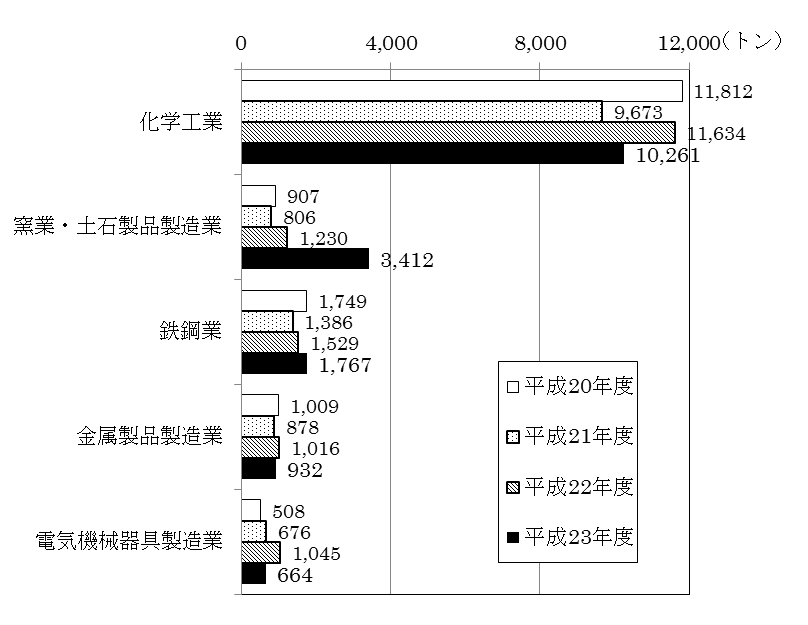 0 4,000 8,000 12,000 (トン)
化学工業
11,812
9,673
11,634
10,261
窯業・土石製品製造業
907
806
1,230
3,412
鉄鋼業
1,749
1,386
1,529
1,767
金属製品製造業
1,009
878
1,016
932
電気機械器具製造業
508
676
1,045
664
平成20年度
平成21年度
平成22年度
平成23年度